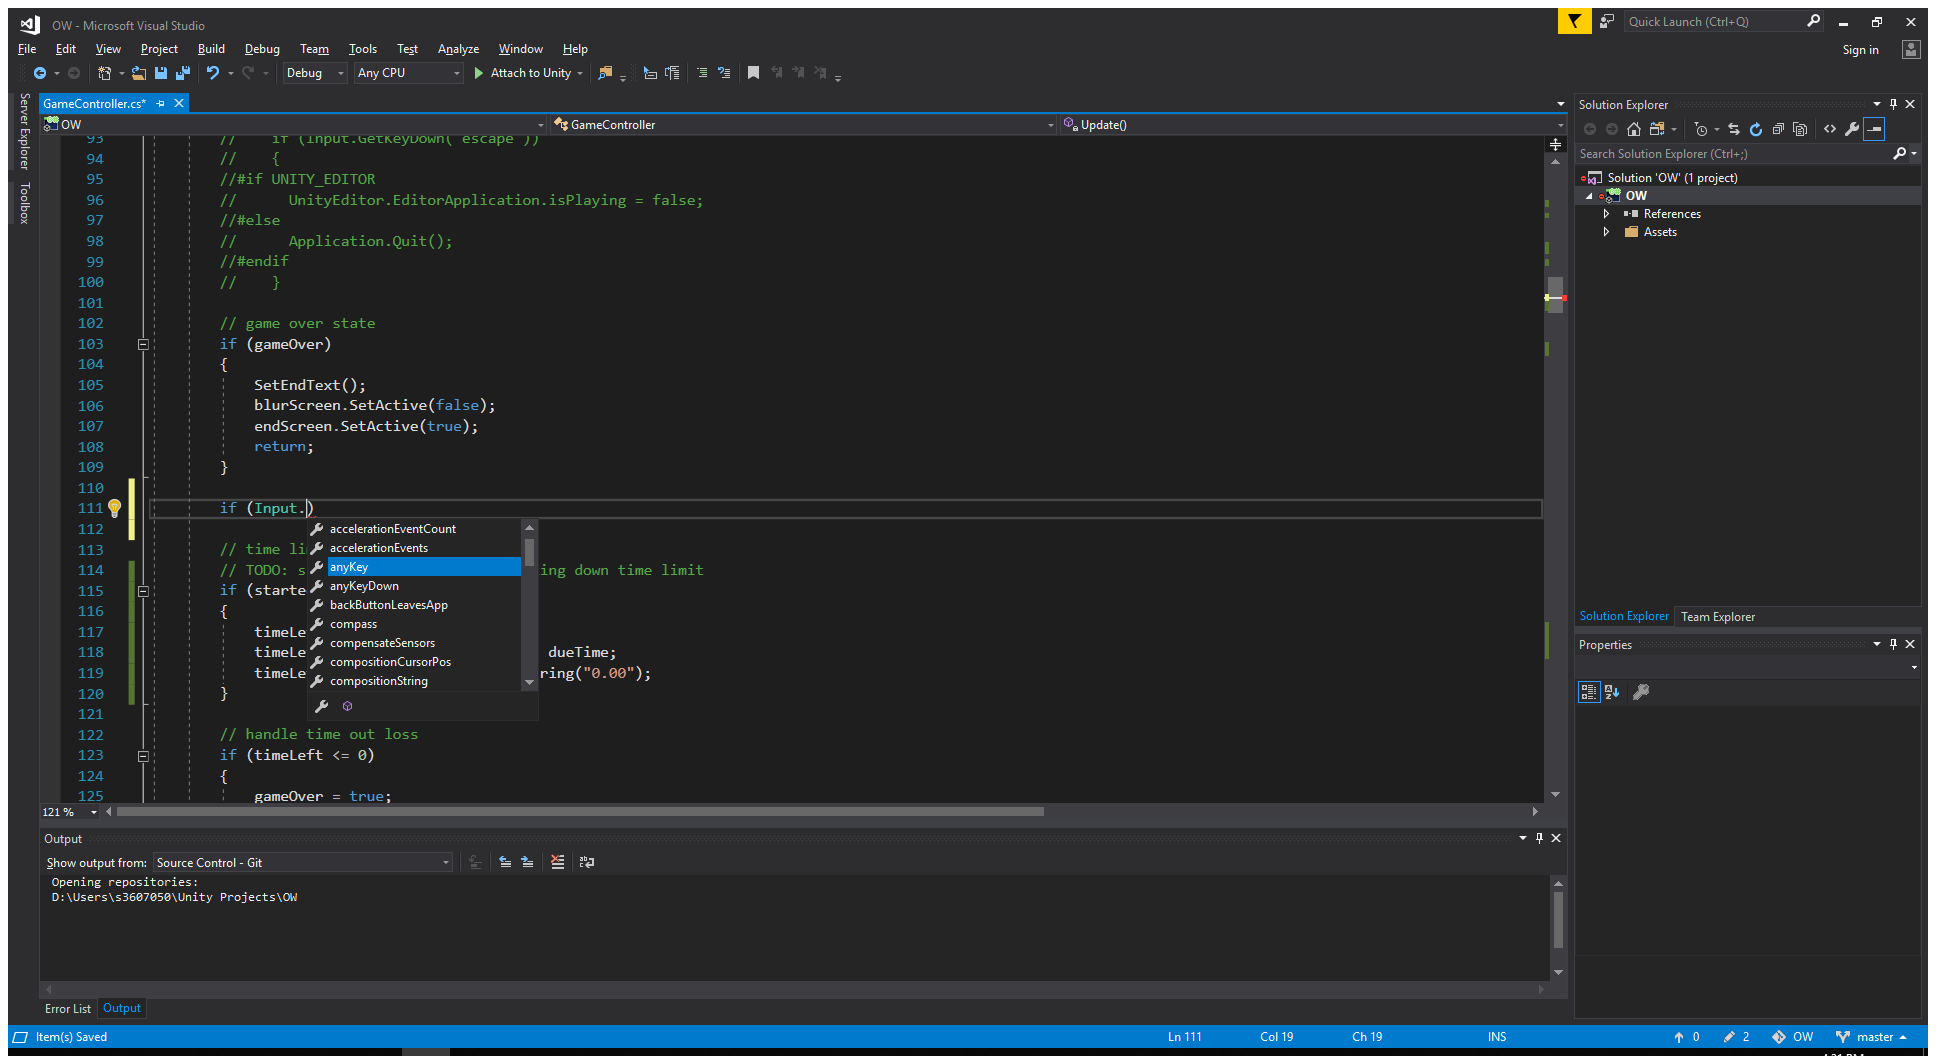 OW - Microsoft Visual Studio
Quick Launch (Ctrl+Q)
File Edit View Project Build Debug Team Tools Test Analyze Window Help
Sign in
Debug Any CPU Attach to Unity
Server Explorer
Toolbox
GameController.cs*
OW GameController Update()
93 // if (Input.GetKeyDown( escape ))
94 // {
95 //#if UNITY_EDITOR
96 // UnityEditor.EditorApplication.isPlaying = false;
97 //#else
98 // Application.Quit();
99 //#endif
100 // }
101
102 // game over state
103 if (gameOver)
104 {
105 SetEndText();
106 blurScreen.SetActive(false);
107 endScreen.SetActive(true);
108 return;
109 }
110
111 if (Input.)
112
113 // time li
114 // TODO: s ing down time limit
115 if (starte
116 {
117 timeLe
118 timeLe dueTime;
119 timeLe ring("0.00");
120 }
121
122 // handle time out loss
123 if (timeLeft <= 0)
124 {
125 gameOver = true;
accelerationEventCount
accelerationEvents
anyKey
anyKeyDown
backButtonLeavesApp
compass
compensateSensors
compositionCursorPos
compositionString
121 %
Output
Show output from: Source Control - Git
Opening repositories:
D:\Users\s3607050\Unity Projects\OW
Error List Output
Solution Explorer
Search Solution Explorer (Ctrl+;)
Solution 'OW' (1 project)
OW
References
Assets
Solution Explorer Team Explorer
Properties
Item(s) Saved Ln 111 Col 19 Ch 19 INS 0 2 OW master